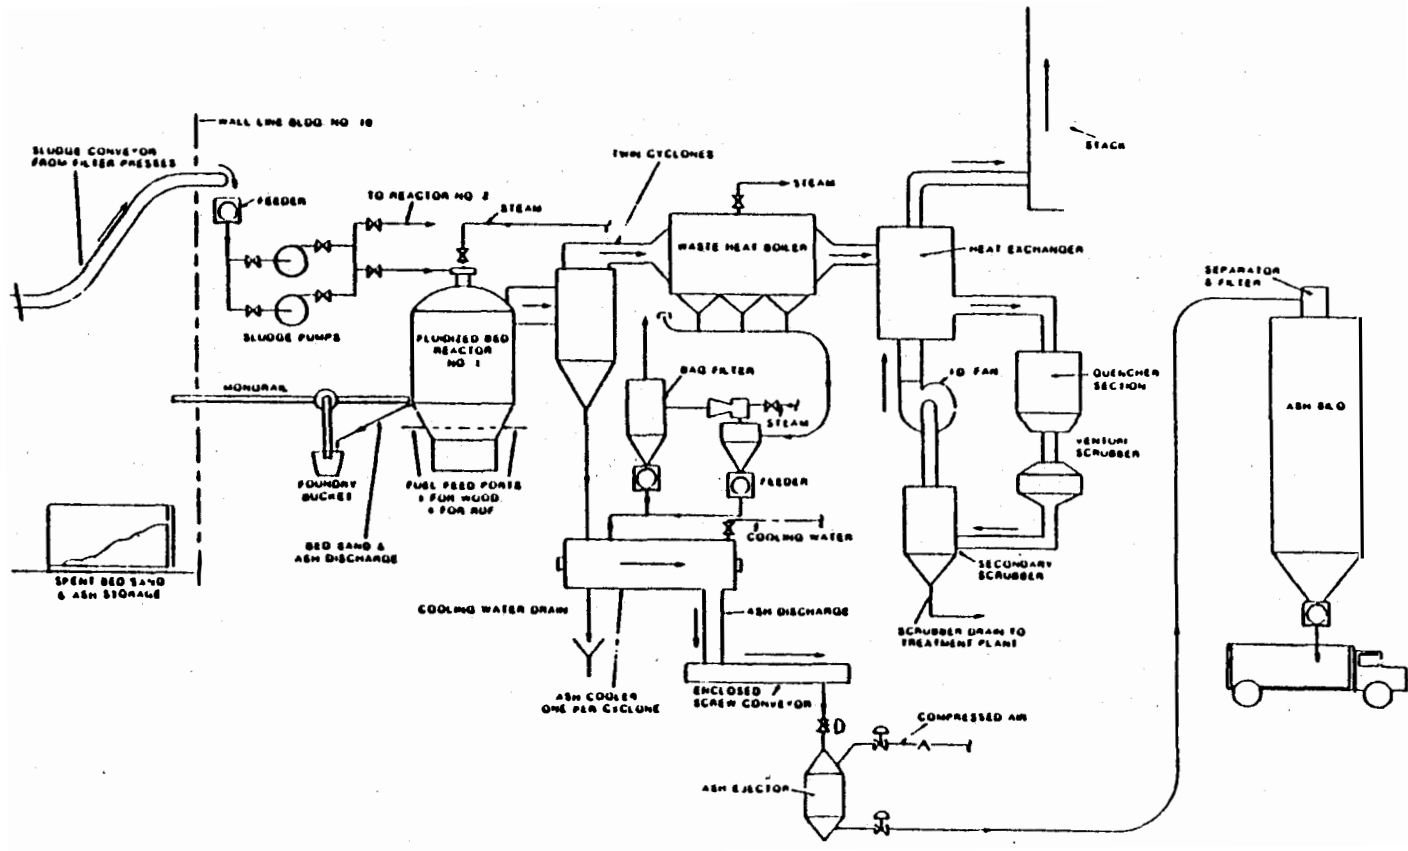 WALL LINE BLDG NO. 10
SLUDGE CONVEYOR
FROM FILTER PRESSES
FEEDER
TO REACTOR NO. 2
STEAM
TWIN CYCLONES
STEAM
STACK
WASTE HEAT BOILER
HEAT EXCHANGER
SEPARATOR
& FILTER
SLUDGE PUMPS
FLUIDIZED BED
REACTOR
NO. 1
MONORAIL
BAG FILTER
ID FAN
QUENCHER
SECTION
ASH SILO
STEAM
VENTURI
SCRUBBER
FOUNDRY
BUCKET
FUEL FEED PORTS
FOR WOOD
FOR RDF
FEEDER
BED SAND &
ASH DISCHARGE
COOLING WATER
SECONDARY
SCRUBBER
SPENT BED SAND
& ASH STORAGE
COOLING WATER DRAIN
ASH DISCHARGE
SCRUBBER DRAIN TO
TREATMENT PLANT
ASH COOLER
ONE PER CYCLONE
ENCLOSED
SCREW CONVEYOR
COMPRESSED AIR
ASH EJECTOR